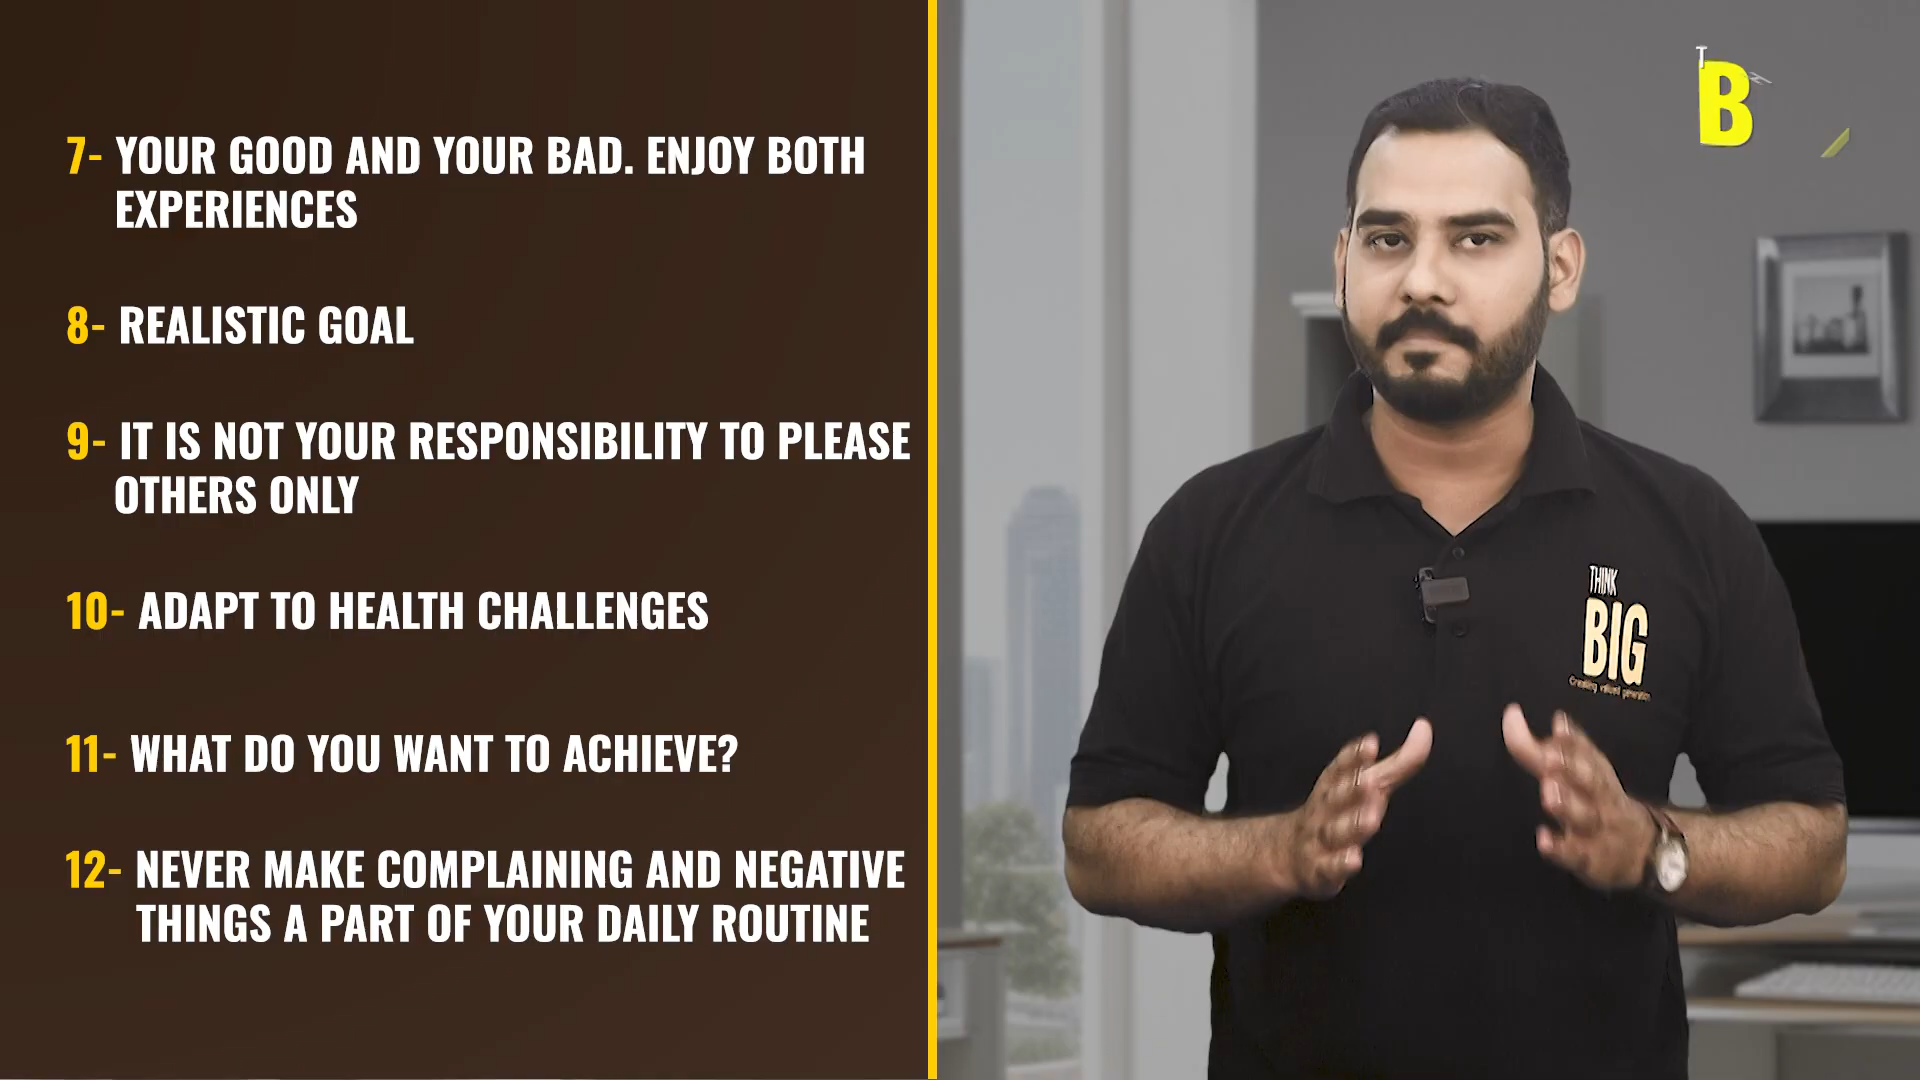 7- YOUR GOOD AND YOUR BAD. ENJOY BOTH
EXPERIENCES
8- REALISTIC GOAL
9- IT IS NOT YOUR RESPONSIBILITY TO PLEASE
OTHERS ONLY
10- ADAPT TO HEALTH CHALLENGES
11- WHAT DO YOU WANT TO ACHIEVE?
12- NEVER MAKE COMPLAINING AND NEGATIVE
THINGS A PART OF YOUR DAILY ROUTINE
T
B
THINK
BIG
Creating